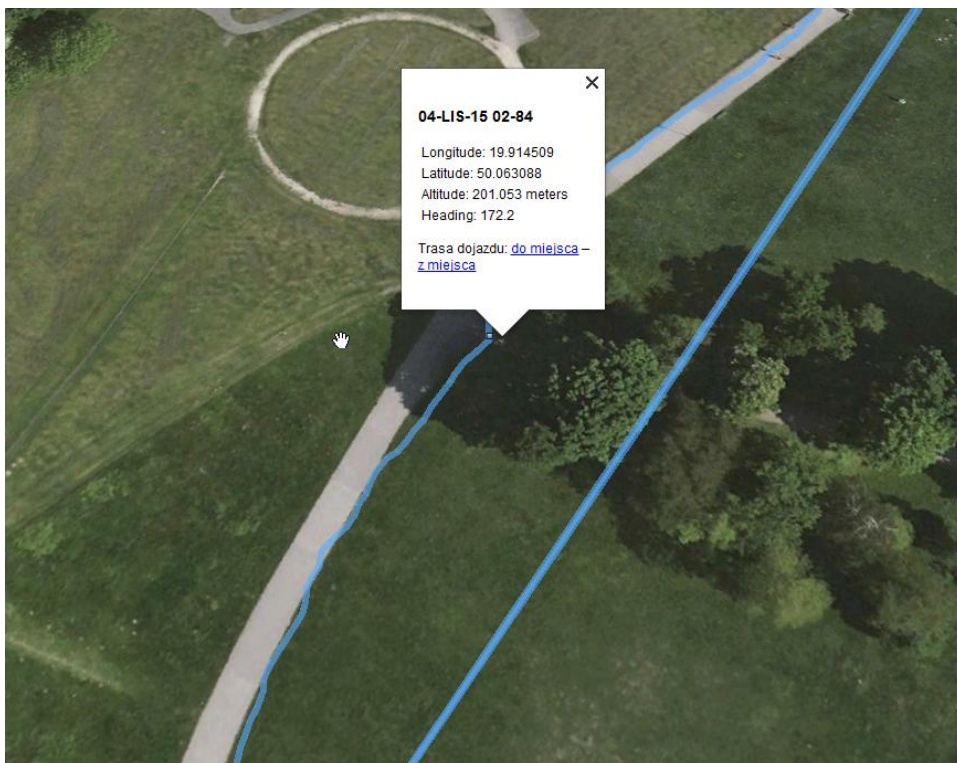 04-LIS-15 02-84
Longitude: 19.914509
Latitude: 50.063088
Altitude: 201.053 meters
Heading: 172.2
Trasa dojazdu: do miejsca –
z miejsca